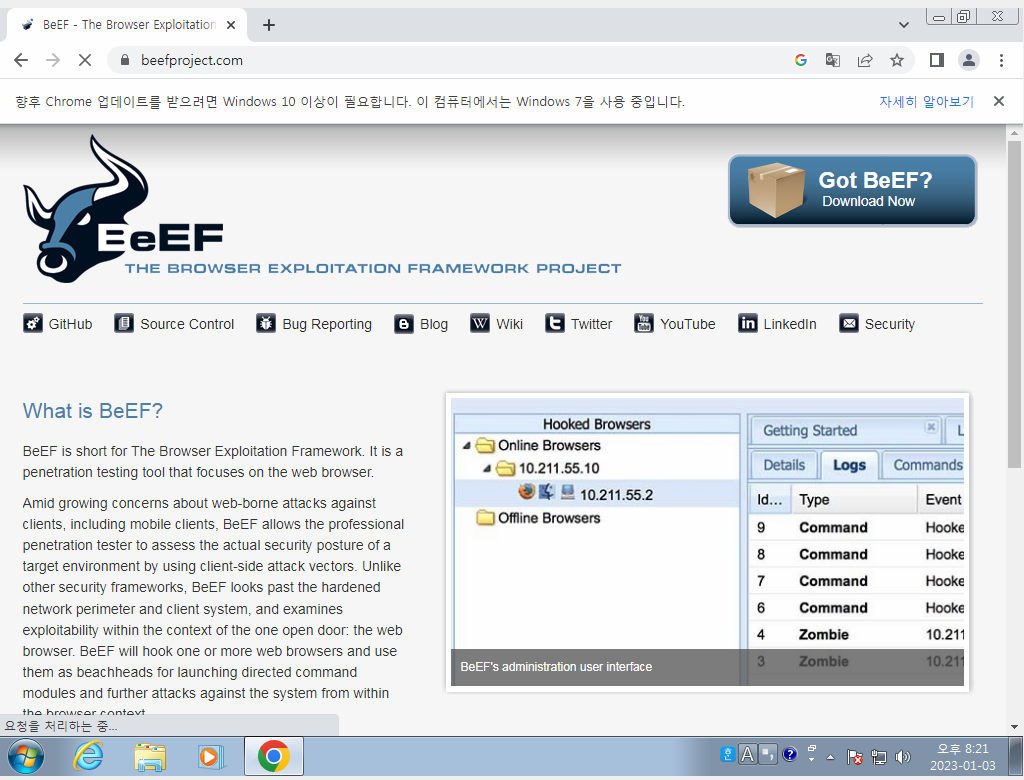 BeEF - The Browser Exploitation
beefproject.com
향후 Chrome 업데이트를 받으려면 Windows 10 이상이 필요합니다. 이 컴퓨터에서는 Windows 7을 사용 중입니다.
자세히 알아보기
BeEF
THE BROWSER EXPLOITATION FRAMEWORK PROJECT
Got BeEF?
Download Now
GitHub
Source Control
Bug Reporting
Blog
Wiki
Twitter
YouTube
LinkedIn
Security
What is BeEF?
BeEF is short for The Browser Exploitation Framework. It is a
penetration testing tool that focuses on the web browser.
Amid growing concerns about web-borne attacks against
clients, including mobile clients, BeEF allows the professional
penetration tester to assess the actual security posture of a
target environment by using client-side attack vectors. Unlike
other security frameworks, BeEF looks past the hardened
network perimeter and client system, and examines
exploitability within the context of the one open door: the web
browser. BeEF will hook one or more web browsers and use
them as beachheads for launching directed command
modules and further attacks against the system from within
the browser context.
Hooked Browsers
Online Browsers
10.211.55.10
10.211.55.2
Offline Browsers
Getting Started
L
Details
Logs
Commands
Id... Type Event
9 Command Hooke
8 Command Hooke
7 Command Hooke
6 Command Hooke
4 Zombie 10.211
3 Zombie 10.211
BeEF's administration user interface
요청을 처리하는 중...
A
오후 8:21
2023-01-03